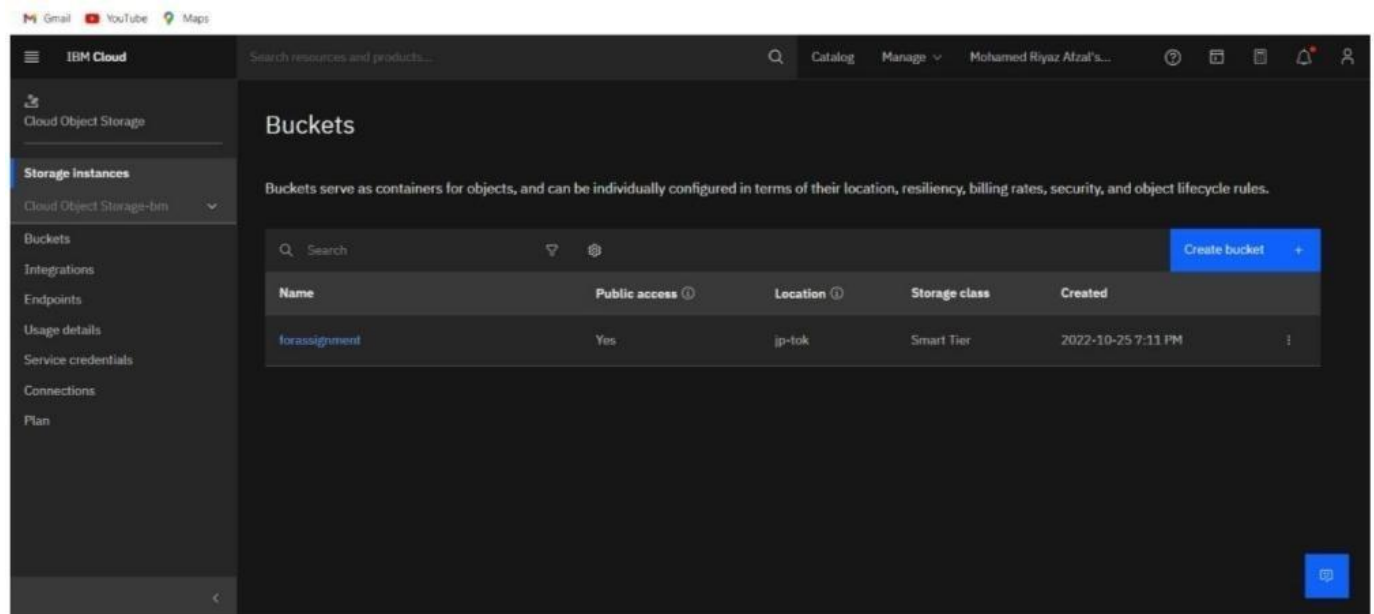 Gmail YouTube Maps
IBM Cloud Search resources and products... Catalog Manage Mohamed Riyaz Afzal's...
Cloud Object Storage
Buckets
Storage instances
Buckets serve as containers for objects, and can be individually configured in terms of their location, resiliency, billing rates, security, and object lifecycle rules.
Cloud Object Storage-bm
Buckets
Search Create bucket +
Integrations
Endpoints
Name Public access Location Storage class Created
Usage details
forassignment Yes jp-tok Smart Tier 2022-10-25 7:11 PM
Service credentials
Connections
Plan